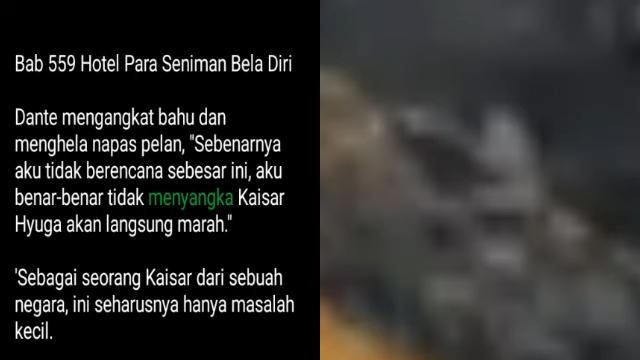 Bab 559 Hotel Para Seniman Bela Diri
Dante mengangkat bahu dan
menghela napas pelan, "Sebenarnya
aku tidak berencana sebesar ini, aku
benar-benar tidak menyangka Kaisar
Hyuga akan langsung marah."
'Sebagai seorang Kaisar dari sebuah
negara, ini seharusnya hanya masalah
kecil.